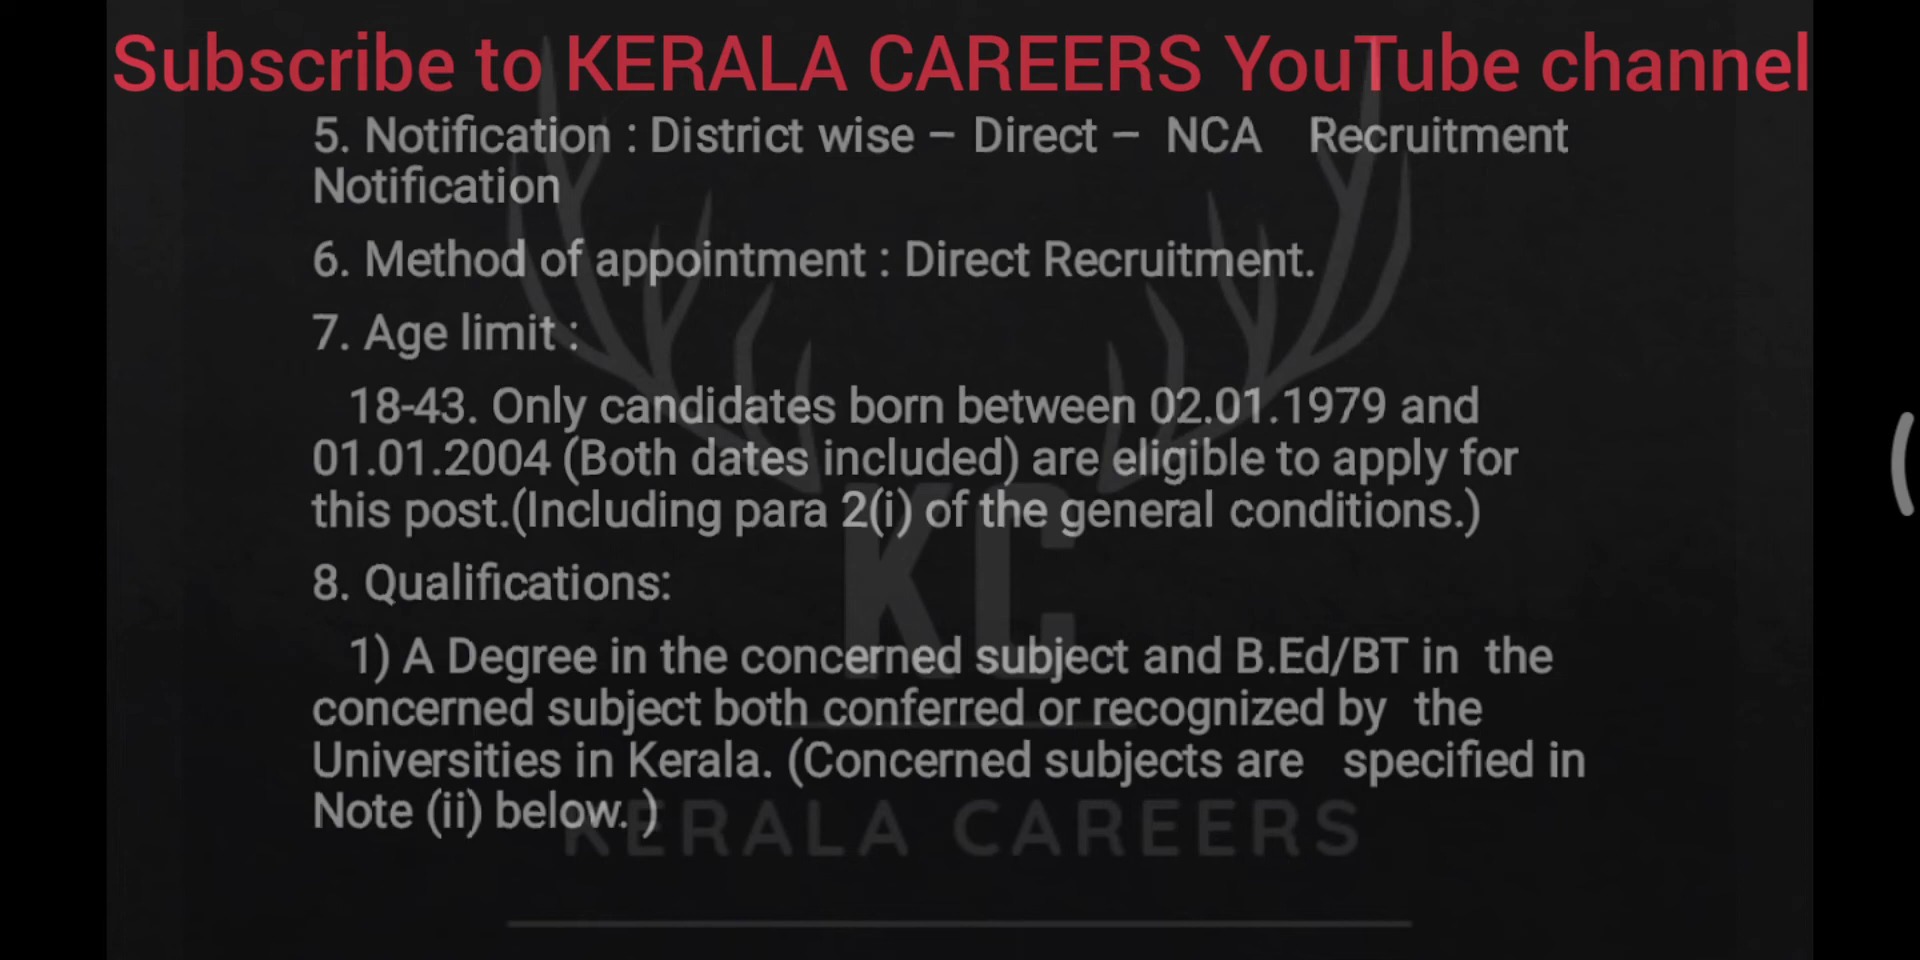 Subscribe to KERALA CAREERS YouTube channel
5. Notification : District wise – Direct – NCA Recruitment
Notification
6. Method of appointment : Direct Recruitment.
7. Age limit :
18-43. Only candidates born between 02.01.1979 and
01.01.2004 (Both dates included) are eligible to apply for
this post.(Including para 2(i) of the general conditions.)
8. Qualifications:
1) A Degree in the concerned subject and B.Ed/BT in the
concerned subject both conferred or recognized by the
Universities in Kerala. (Concerned subjects are specified in
Note (ii) below. )
KC
KERALA CAREERS